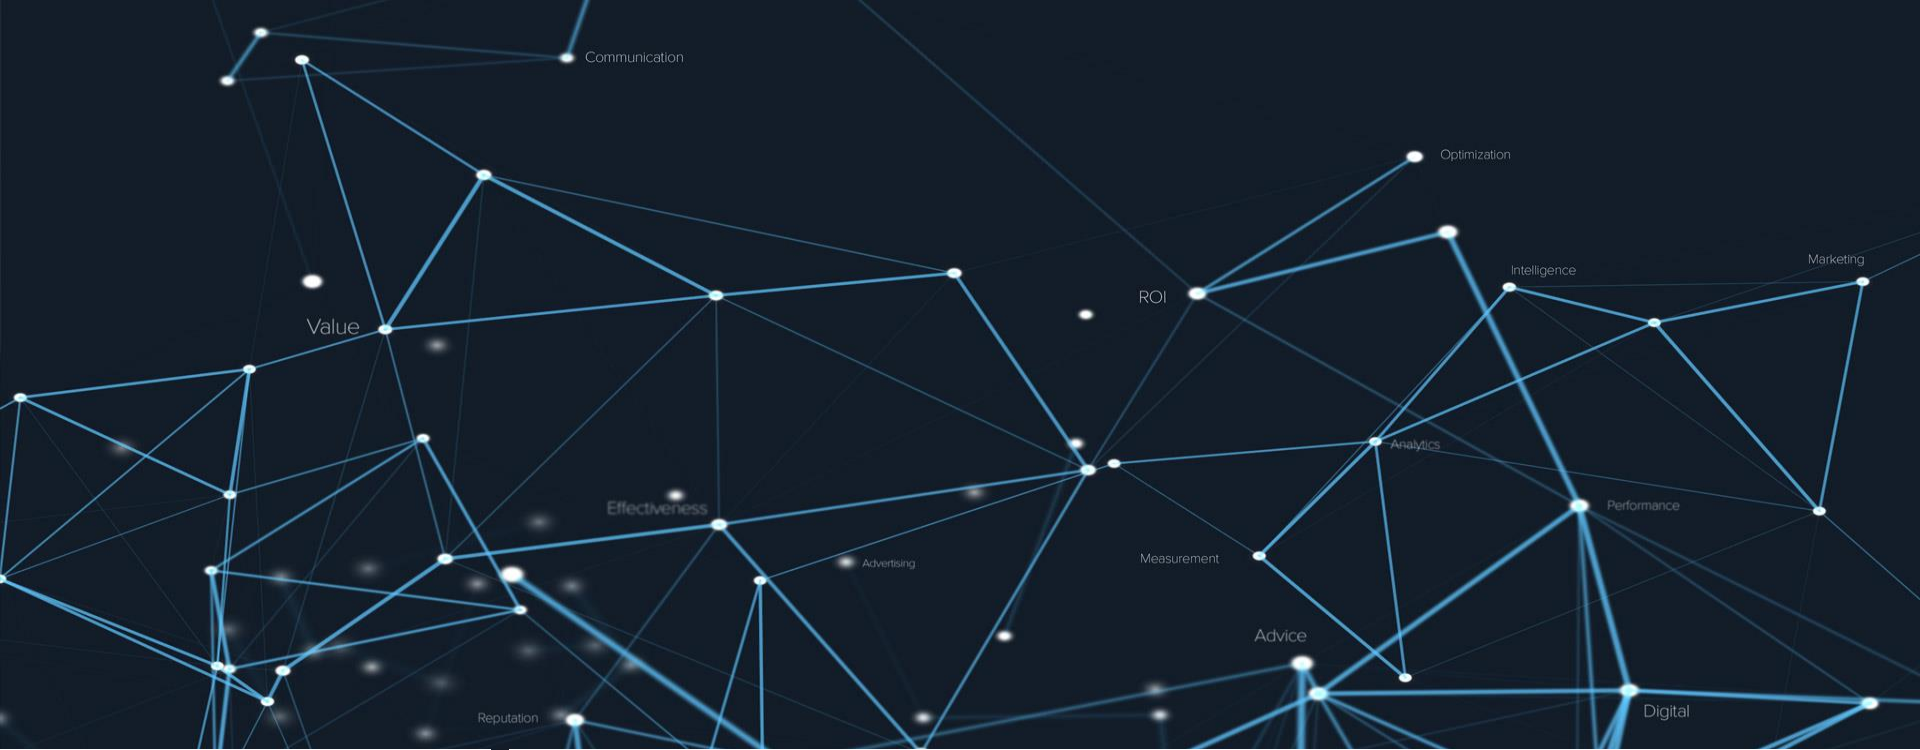 Communication
Optimization
Marketing
Intelligence
ROI
Value
Analytics
Effectiveness
Performance
Measurement
Advertising
Advice
Digital
Reputation